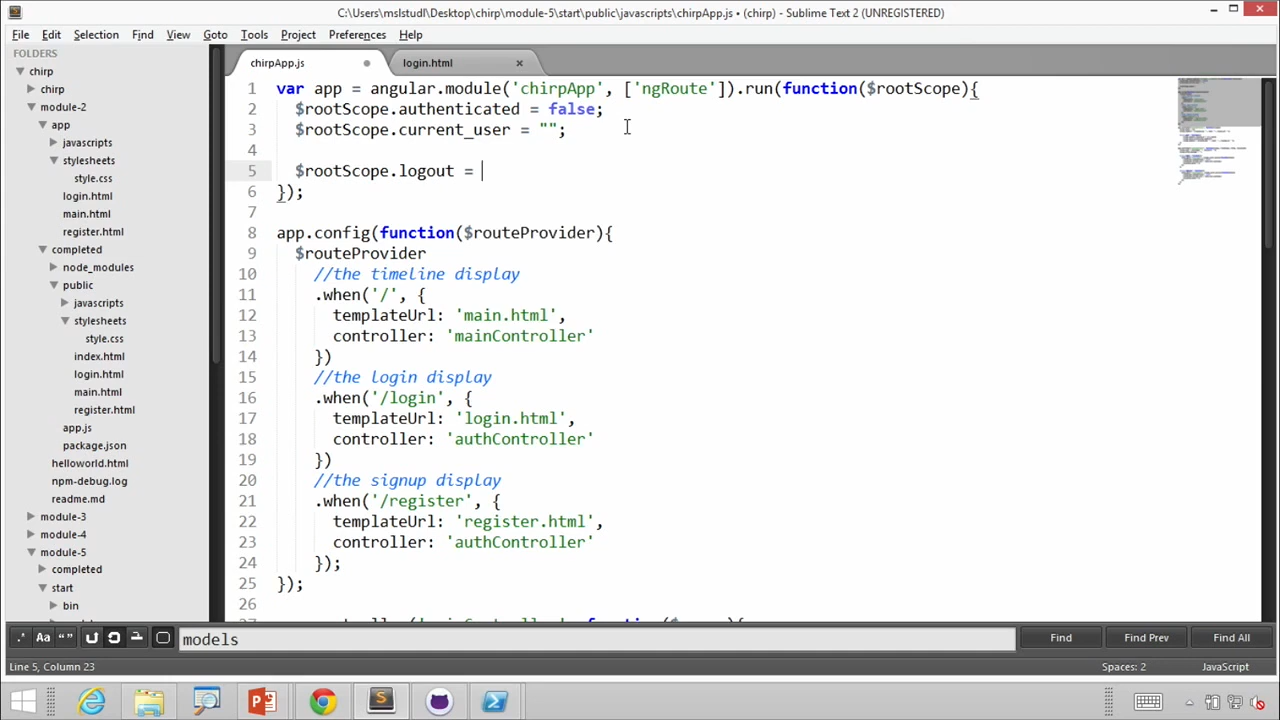 C:\Users\mslstudl\Desktop\chirp\module-5\start\public\javascripts\chirpApp.js • (chirp) - Sublime Text 2 (UNREGISTERED)
File Edit Selection Find View Goto Tools Project Preferences Help
FOLDERS
chirp
chirp
module-2
app
javascripts
stylesheets
style.css
login.html
main.html
register.html
completed
node_modules
public
javascripts
stylesheets
style.css
index.html
login.html
main.html
register.html
app.js
package.json
helloworld.html
npm-debug.log
readme.md
module-3
module-4
module-5
completed
start
bin
chirpApp.js
login.html
1 var app = angular.module('chirpApp', ['ngRoute']).run(function($rootScope){
2 $rootScope.authenticated = false;
3 $rootScope.current_user = "";
4
5 $rootScope.logout =
6 });
7
8 app.config(function($routeProvider){
9 $routeProvider
10 //the timeline display
11 .when('/', {
12 templateUrl: 'main.html',
13 controller: 'mainController'
14 })
15 //the login display
16 .when('/login', {
17 templateUrl: 'login.html',
18 controller: 'authController'
19 })
20 //the signup display
21 .when('/register', {
22 templateUrl: 'register.html',
23 controller: 'authController'
24 });
25 });
26
.* Aa “”
models
Find Find Prev Find All
Line 5, Column 23
Spaces: 2
JavaScript